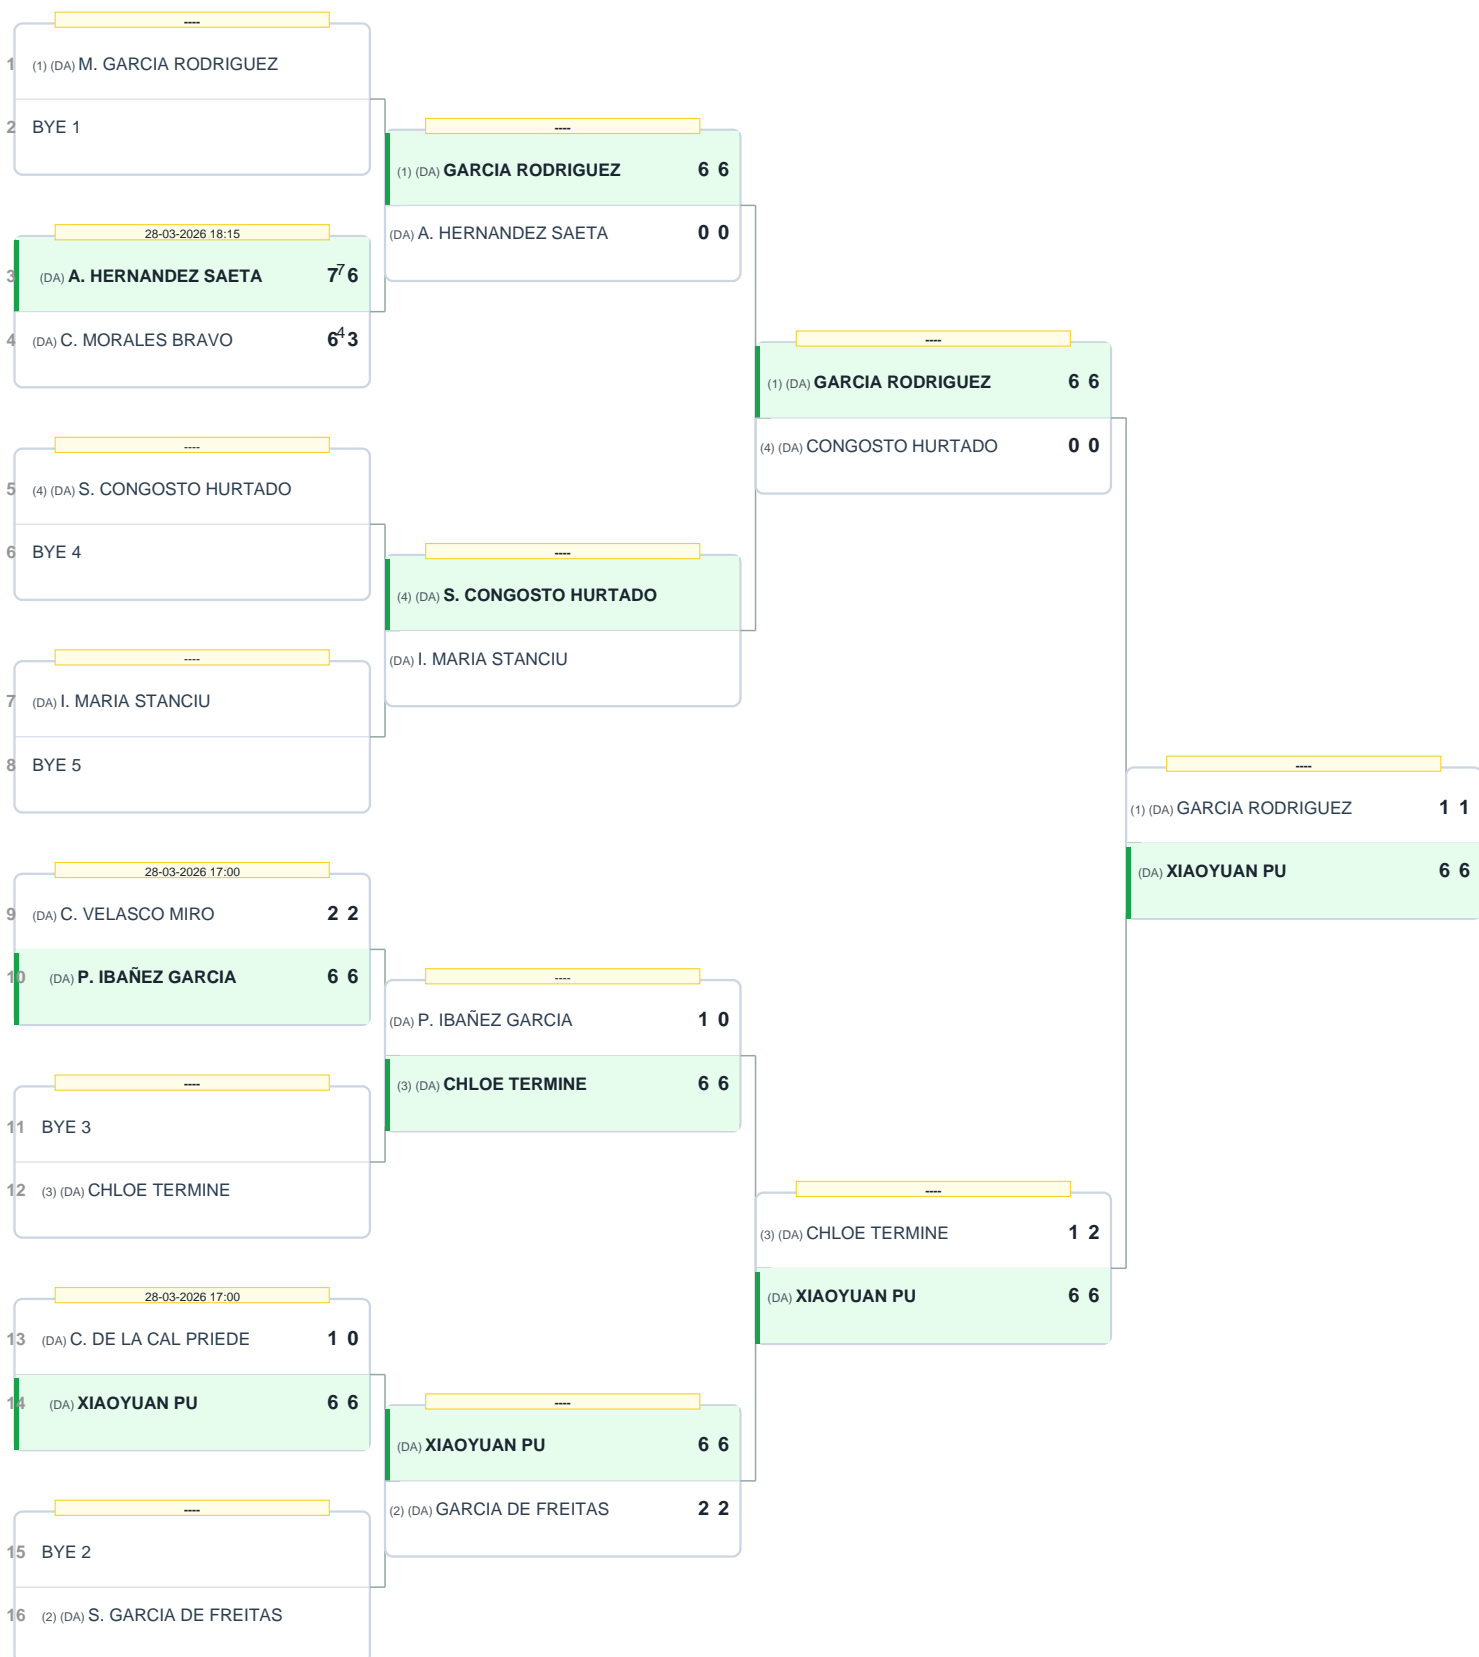 ----
1 (1) (DA) M. GARCIA RODRIGUEZ
2 BYE 1
28-03-2026 18:15
3 (DA) A. HERNANDEZ SAETA 7 7 6
4 (DA) C. MORALES BRAVO 6 4 3
----
5 (4) (DA) S. CONGOSTO HURTADO
6 BYE 4
----
7 (DA) I. MARIA STANCIU
8 BYE 5
28-03-2026 17:00
9 (DA) C. VELASCO MIRO 2 2
10 (DA) P. IBAÑEZ GARCIA 6 6
----
11 BYE 3
12 (3) (DA) CHLOE TERMINE
28-03-2026 17:00
13 (DA) C. DE LA CAL PRIEDE 1 0
14 (DA) XIAOYUAN PU 6 6
----
15 BYE 2
16 (2) (DA) S. GARCIA DE FREITAS
----
(1) (DA) GARCIA RODRIGUEZ 6 6
(DA) A. HERNANDEZ SAETA 0 0
----
(4) (DA) S. CONGOSTO HURTADO
(DA) I. MARIA STANCIU
----
(DA) P. IBAÑEZ GARCIA 1 0
(3) (DA) CHLOE TERMINE 6 6
----
(DA) XIAOYUAN PU 6 6
(2) (DA) GARCIA DE FREITAS 2 2
----
(1) (DA) GARCIA RODRIGUEZ 6 6
(4) (DA) CONGOSTO HURTADO 0 0
----
(3) (DA) CHLOE TERMINE 1 2
(DA) XIAOYUAN PU 6 6
----
(1) (DA) GARCIA RODRIGUEZ 1 1
(DA) XIAOYUAN PU 6 6